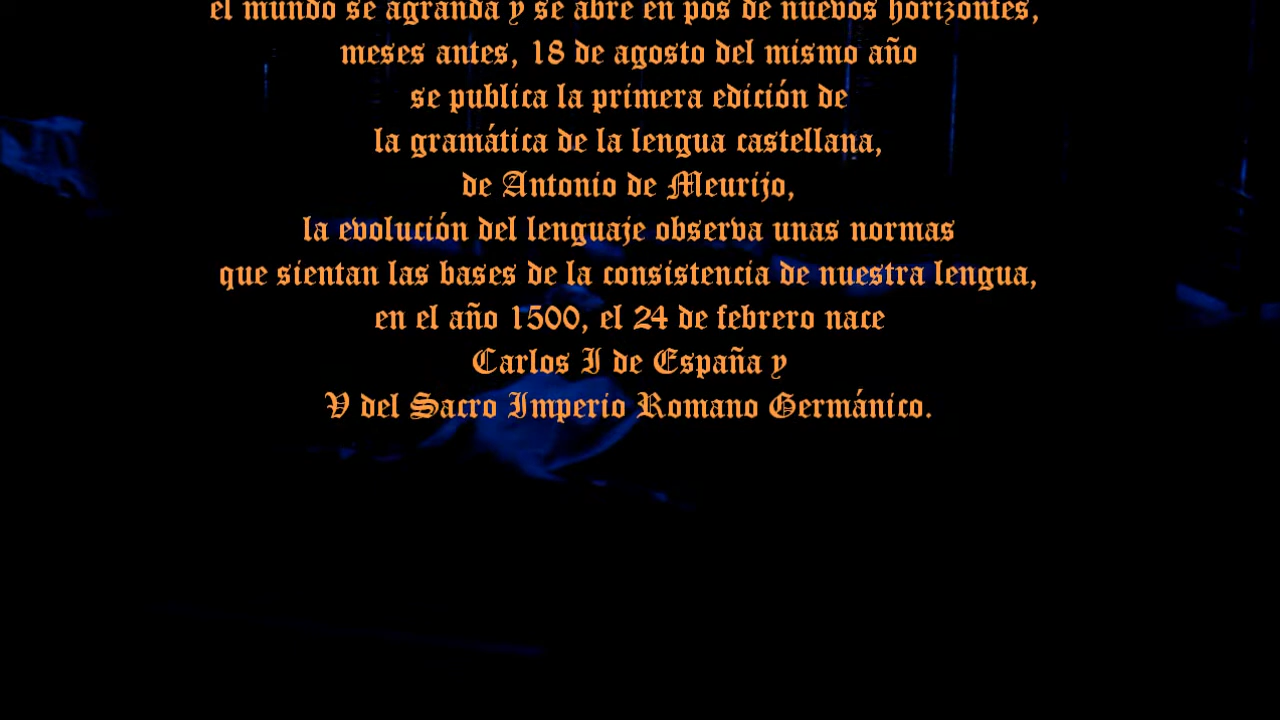 el mundo se agranda y se abre en pos de nuevos horizontes,
meses antes, 18 de agosto del mismo año
se publica la primera edición de
la gramática de la lengua castellana,
de Antonio de Meurijo,
la evolución del lenguaje observa unas normas
que sientan las bases de la consistencia de nuestra lengua,
en el año 1500, el 24 de febrero nace
Carlos I de España y
V del Sacro Imperio Romano Germánico.